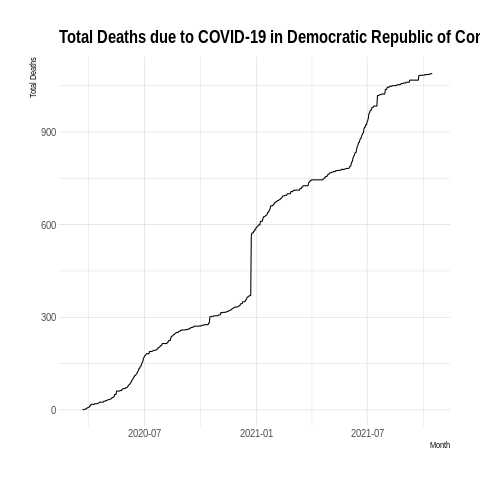 Total Deaths due to COVID-19 in Democratic Republic of Cor
Total Deaths
900
600
300
0
2020-07
2021-01
2021-07
Month